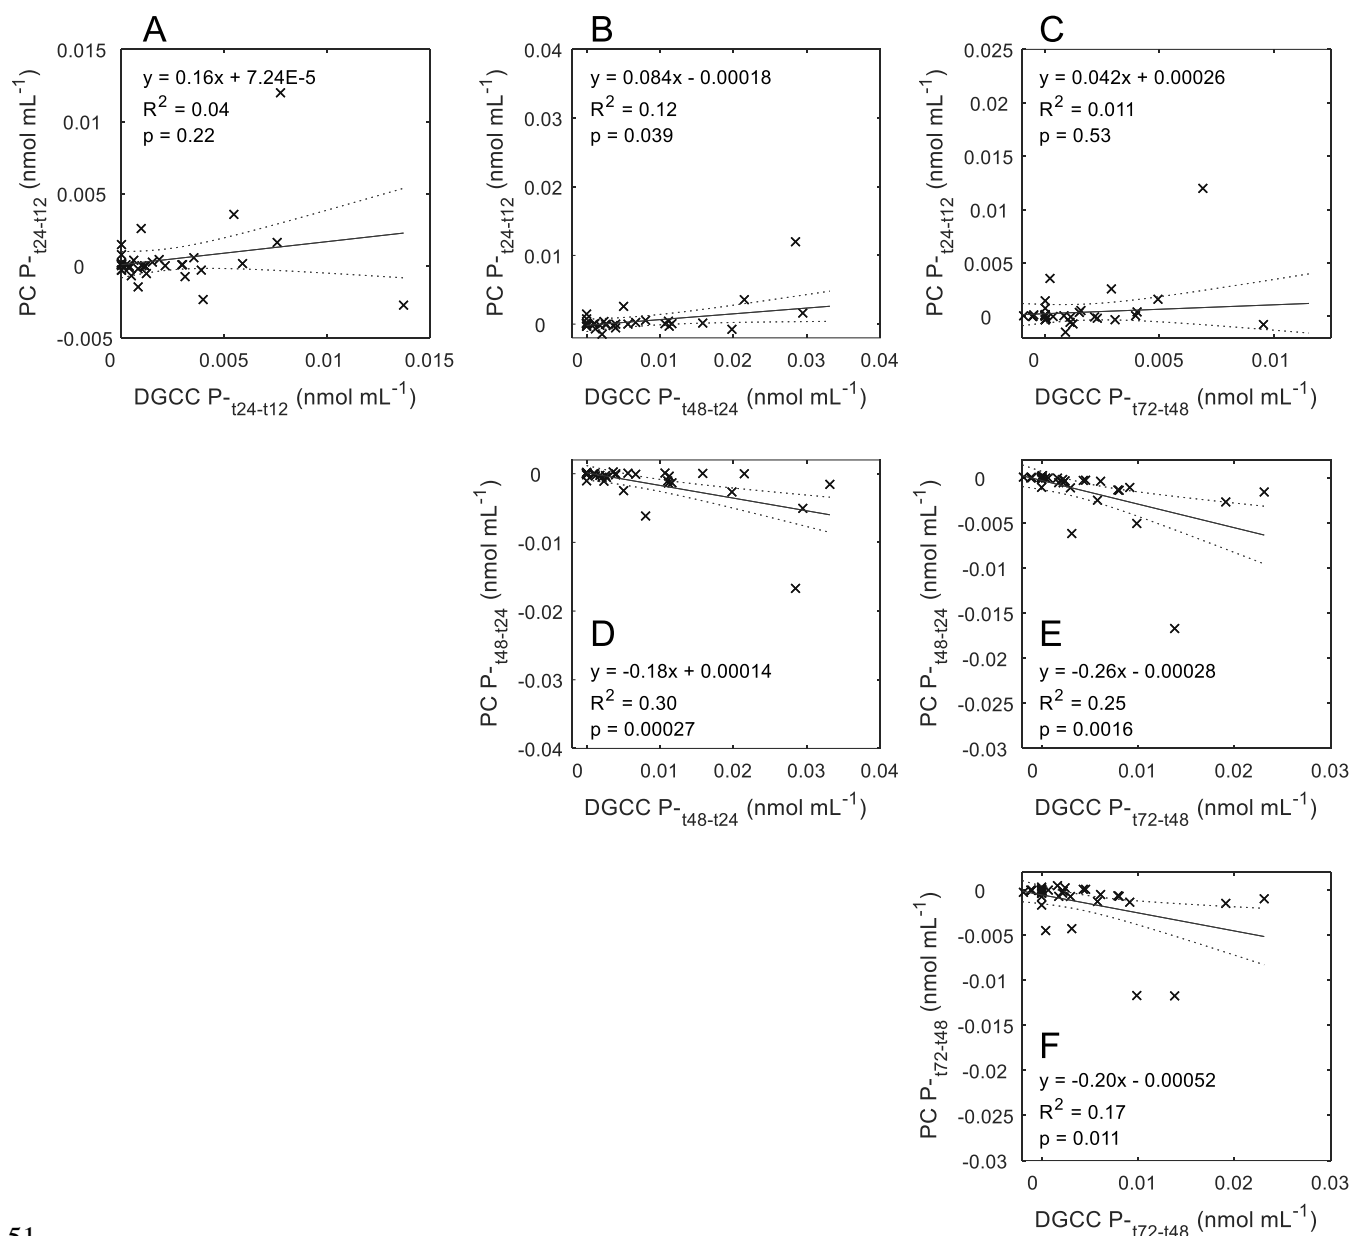 A
B
C
0.015
0.01
0.005
0
-0.005
PC P-t24-t12 (nmol mL-1)
y = 0.16x + 7.24E-5
R2 = 0.04
p = 0.22
0 0.005 0.01 0.015
DGCC P-t24-t12 (nmol mL-1)
0.04
0.03
0.02
0.01
0
PC P-t24-t12 (nmol mL-1)
y = 0.084x - 0.00018
R2 = 0.12
p = 0.039
0 0.01 0.02 0.03 0.04
DGCC P-t48-t24 (nmol mL-1)
0.025
0.02
0.015
0.01
0.005
0
PC P-t24-t12 (nmol mL-1)
y = 0.042x + 0.00026
R2 = 0.011
p = 0.53
0 0.005 0.01
DGCC P-t72-t48 (nmol mL-1)
0
-0.01
-0.02
-0.03
-0.04
PC P-t48-t24 (nmol mL-1)
D
y = -0.18x + 0.00014
R2 = 0.30
p = 0.00027
0 0.01 0.02 0.03 0.04
DGCC P-t48-t24 (nmol mL-1)
0
-0.005
-0.01
-0.015
-0.02
-0.025
-0.03
PC P-t48-t24 (nmol mL-1)
E
y = -0.26x - 0.00028
R2 = 0.25
p = 0.0016
0 0.01 0.02 0.03
DGCC P-t72-t48 (nmol mL-1)
0
-0.005
-0.01
-0.015
-0.02
-0.025
-0.03
PC P-t72-t48 (nmol mL-1)
F
y = -0.20x - 0.00052
R2 = 0.17
p = 0.011
0 0.01 0.02 0.03
DGCC P-t72-t48 (nmol mL-1)
51